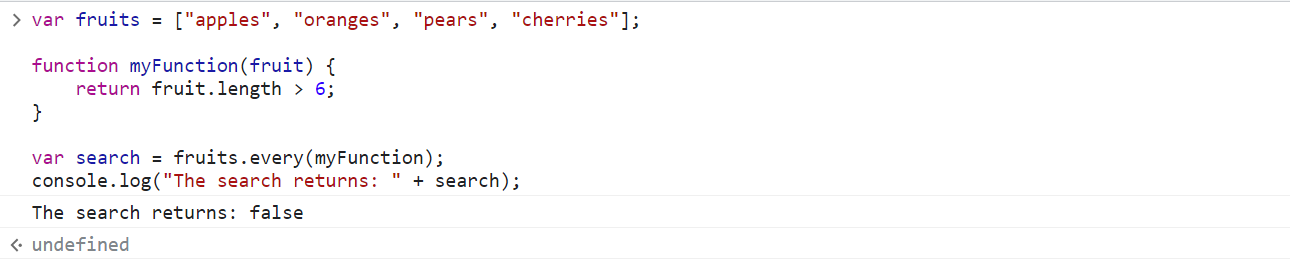 var fruits = ["apples", "oranges", "pears", "cherries"];
function myFunction(fruit) {
    return fruit.length > 6;
}
var search = fruits.every(myFunction);
console.log("The search returns: " + search);
The search returns: false
undefined